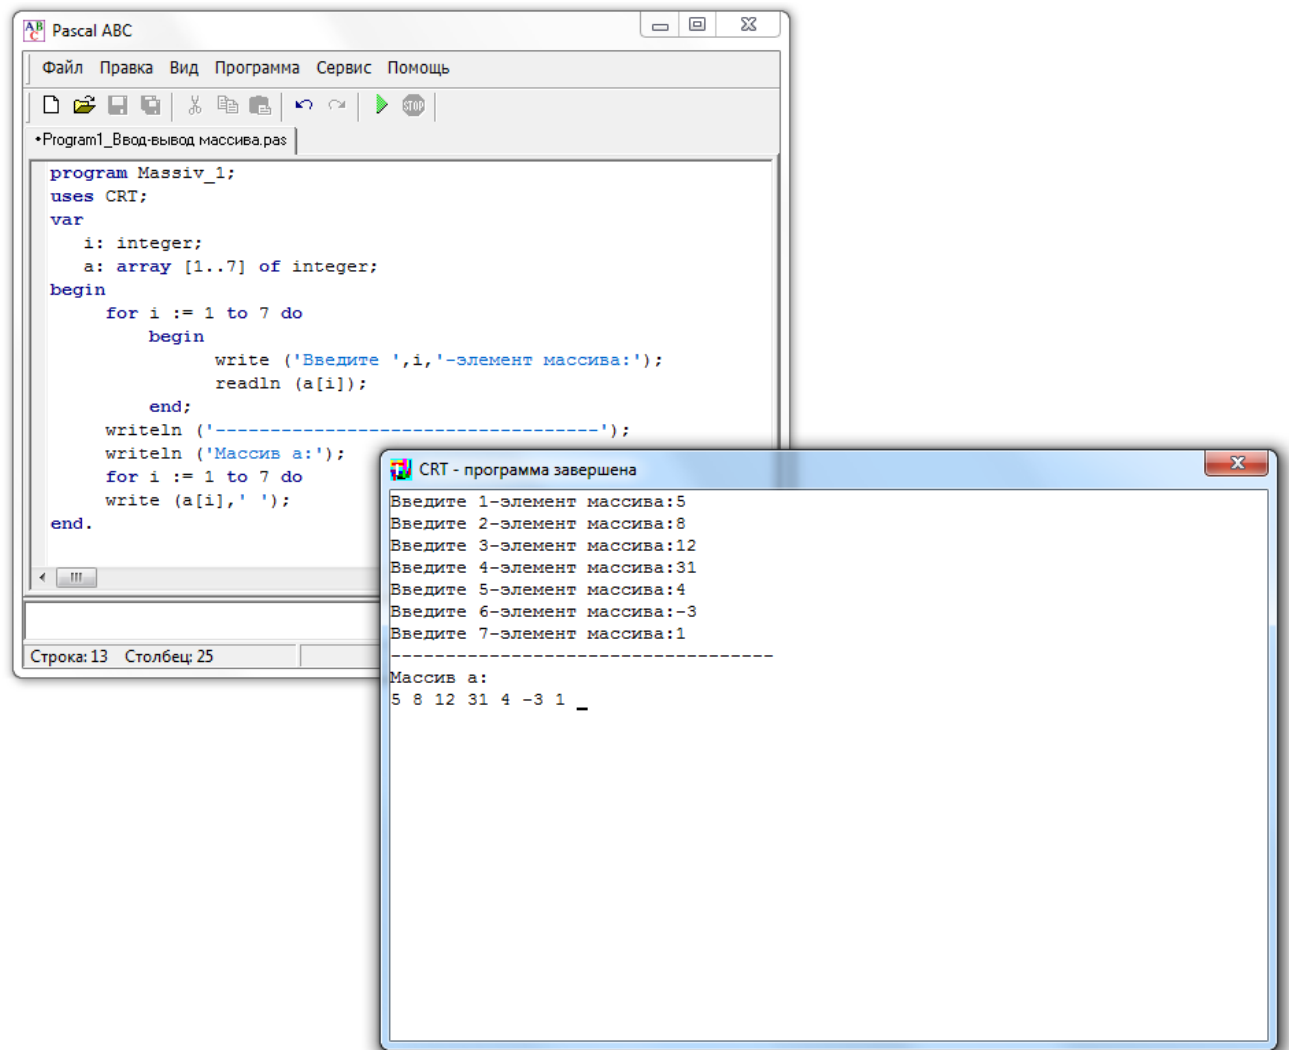 Pascal ABC
Файл Правка Вид Программа Сервис Помощь
STOP
•Program1_Ввод-вывод массива.pas
program Massiv_1;
uses CRT;
var
i: integer;
a: array [1..7] of integer;
begin
for i := 1 to 7 do
begin
write ('Введите ',i,'-элемент массива:');
readln (a[i]);
end;
writeln ('-----------------------------------');
writeln ('Массив a:');
for i := 1 to 7 do
write (a[i],' ');
end.
Строка: 13 Столбец: 25
CRT - программа завершена
Введите 1-элемент массива:5
Введите 2-элемент массива:8
Введите 3-элемент массива:12
Введите 4-элемент массива:31
Введите 5-элемент массива:4
Введите 6-элемент массива:-3
Введите 7-элемент массива:1
-----------------------------------
Массив a:
5 8 12 31 4 -3 1 _